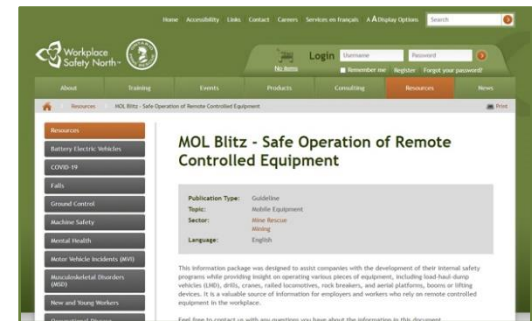 Home Accessibility Links Contact Careers Services en Français A A Display Options Search
Workplace
Safety North
Login Username Password
No items Remember me Register Forgot your password?
About Training Events Products Consulting Resources News
Resources MOL Blitz - Safe Operation of Remote Controlled Equipment Print
Resources
Battery Electric Vehicles
COVID-19
Falls
Ground Control
Machine Safety
Mental Health
Motor Vehicle Incidents (MVI)
Musculoskeletal Disorders
(MSD)
New and Young Workers
Occupational Disease
MOL Blitz - Safe Operation of Remote
Controlled Equipment
Publication Type: Guideline
Topic: Mobile Equipment
Sector: Mine Rescue
Mining
Language: English
This information package was designed to assist companies with the development of their internal safety
programs while providing insight on operating various pieces of equipment, including load-haul-dump
vehicles (LHD), drills, cranes, railed locomotives, rock breakers, and aerial platforms, booms or lifting
devices. It is a valuable source of information for employers and workers who rely on remote controlled
equipment in the workplace.
Feel free to contact us with any questions you have about the information in this document.